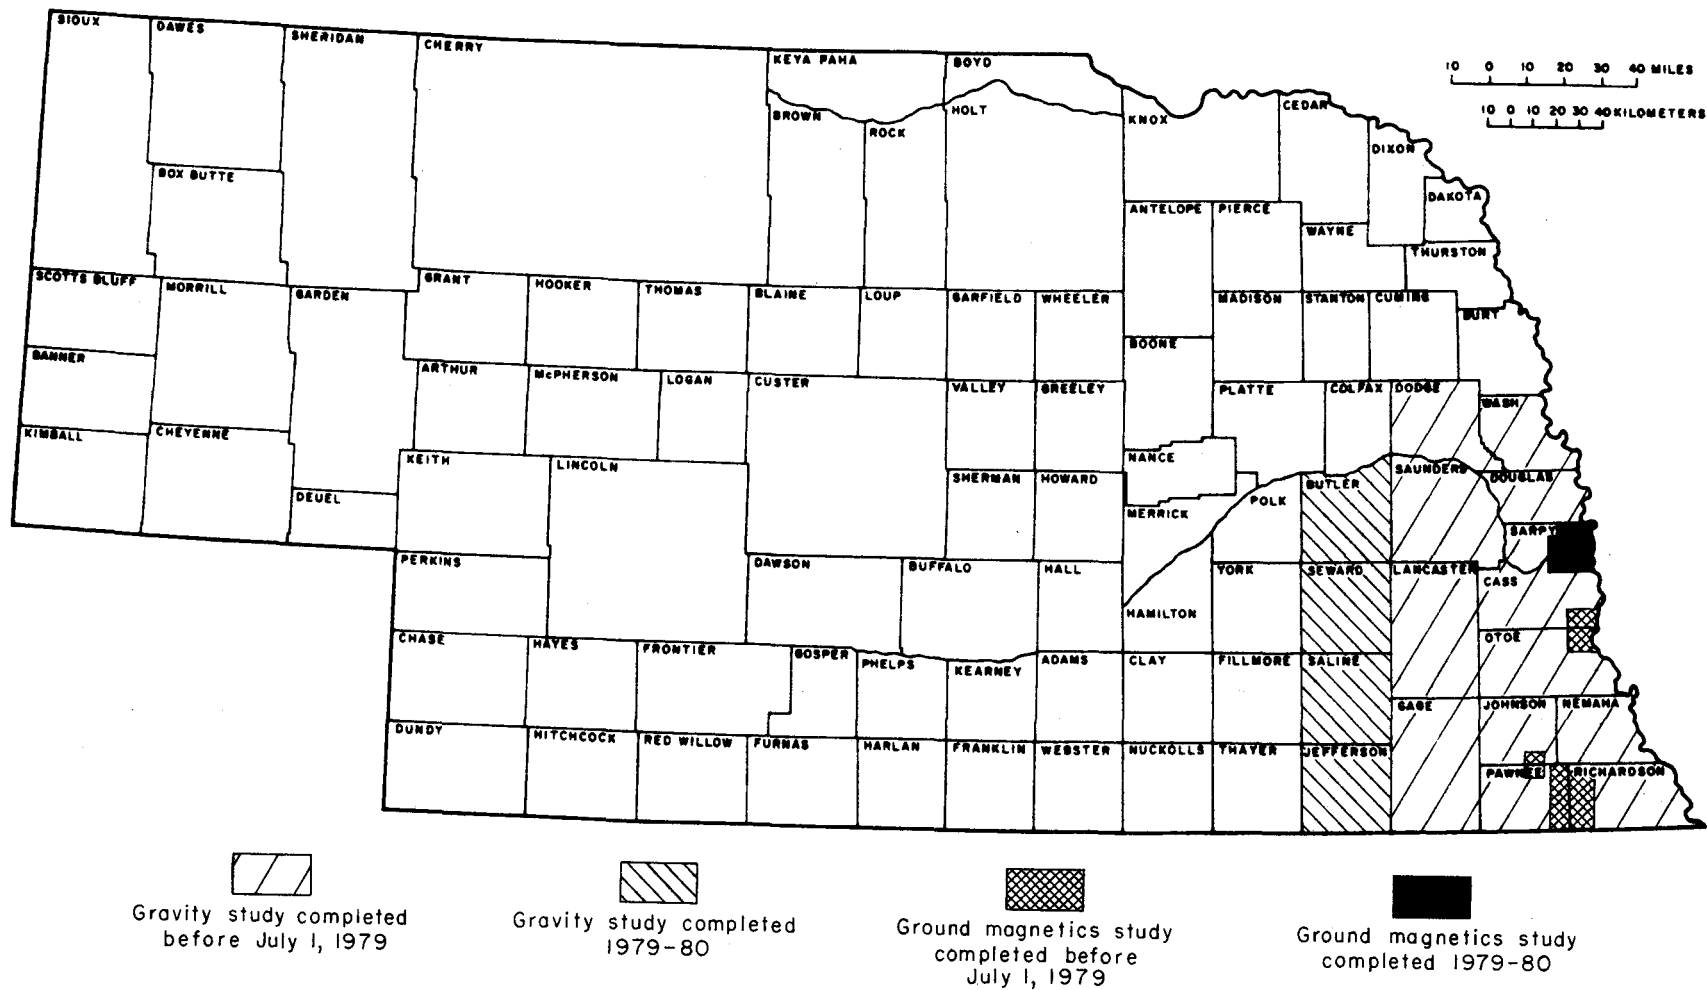 SIOUX
DAWES
SHERIDAN
CHERRY
KEYA PAHA
BOYD
10 0 10 20 30 40 MILES
10 0 10 20 30 40 KILOMETERS
BROWN
ROCK
HOLT
KNOX
CEDAR
DIXON
DAKOTA
BOX BUTTE
ANTELOPE
PIERCE
WAYNE
THURSTON
SCOTTS BLUFF
MORRILL
GARDEN
GRANT
HOOKER
THOMAS
BLAINE
LOUP
GARFIELD
WHEELER
MADISON
STANTON
CUMING
BURT
BANNER
ARTHUR
McPHERSON
LOGAN
CUSTER
VALLEY
GREELEY
BOONE
PLATTE
COLFAX
DODGE
WASH
KIMBALL
CHEYENNE
KEITH
LINCOLN
NANCE
SHERMAN
HOWARD
MERRICK
POLK
BUTLER
SAUNDERS
DOUGLAS
DEUEL
SARPY
PERKINS
DAWSON
BUFFALO
HALL
HAMILTON
YORK
SEWARD
LANCASTER
CASS
CHASE
HAYES
FRONTIER
GOSPER
PHELPS
KEARNEY
ADAMS
CLAY
FILLMORE
SALINE
OTOE
GAGE
JOHNSON
NEMAHA
DUNDY
HITCHCOCK
RED WILLOW
FURNAS
HARLAN
FRANKLIN
WEBSTER
NUCKOLLS
THAYER
JEFFERSON
PAWNEE
RICHARDSON
Gravity study completed
before July 1, 1979
Gravity study completed
1979-80
Ground magnetics study
completed before
July 1, 1979
Ground magnetics study
completed 1979-80